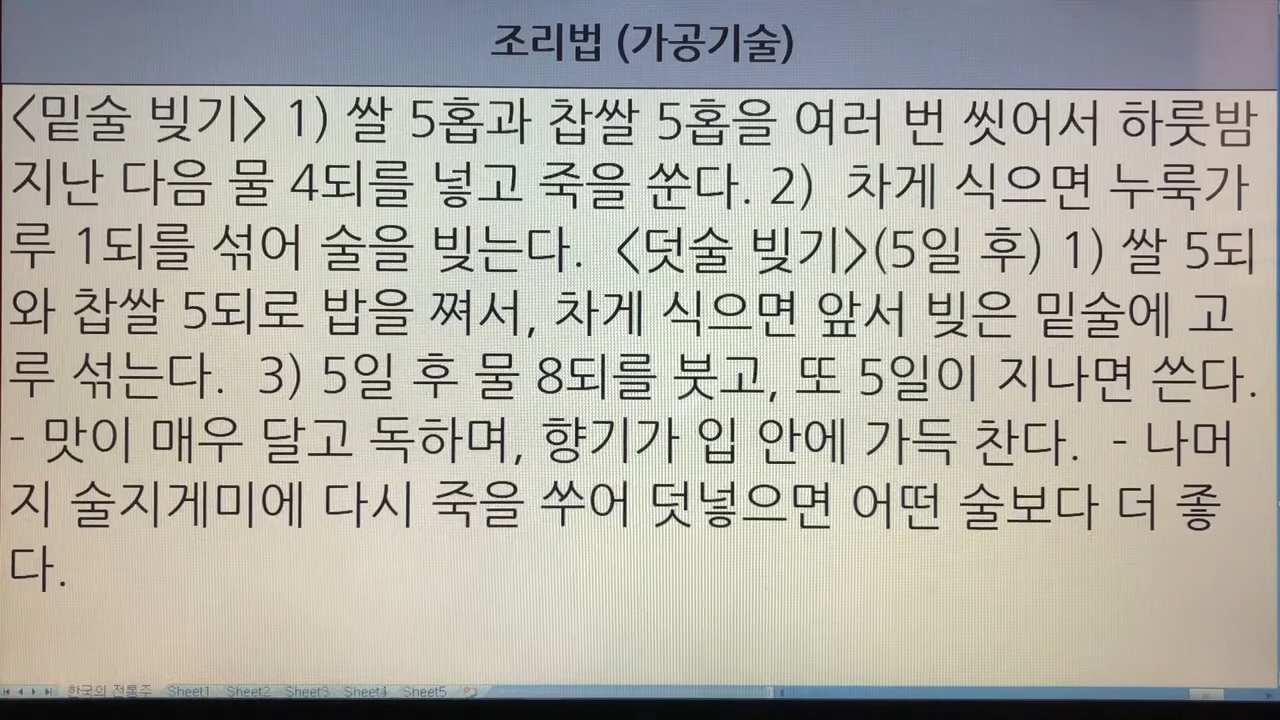 조리법 (가공기술)
<밑술 빚기> 1) 쌀 5홉과 찹쌀 5홉을 여러 번 씻어서 하룻밤
지난 다음 물 4되를 넣고 죽을 쑨다. 2) 차게 식으면 누룩가
루 1되를 섞어 술을 빚는다. <덧술 빚기>(5일 후) 1) 쌀 5되
와 찹쌀 5되로 밥을 쪄서, 차게 식으면 앞서 빚은 밑술에 고
루 섞는다. 3) 5일 후 물 8되를 붓고, 또 5일이 지나면 쓴다.
- 맛이 매우 달고 독하며, 향기가 입 안에 가득 찬다. - 나머
지 술지게미에 다시 죽을 쑤어 덧넣으면 어떤 술보다 더 좋
다.
한국의 전통주 Sheet1 Sheet2 Sheet3 Sheet4 Sheet5